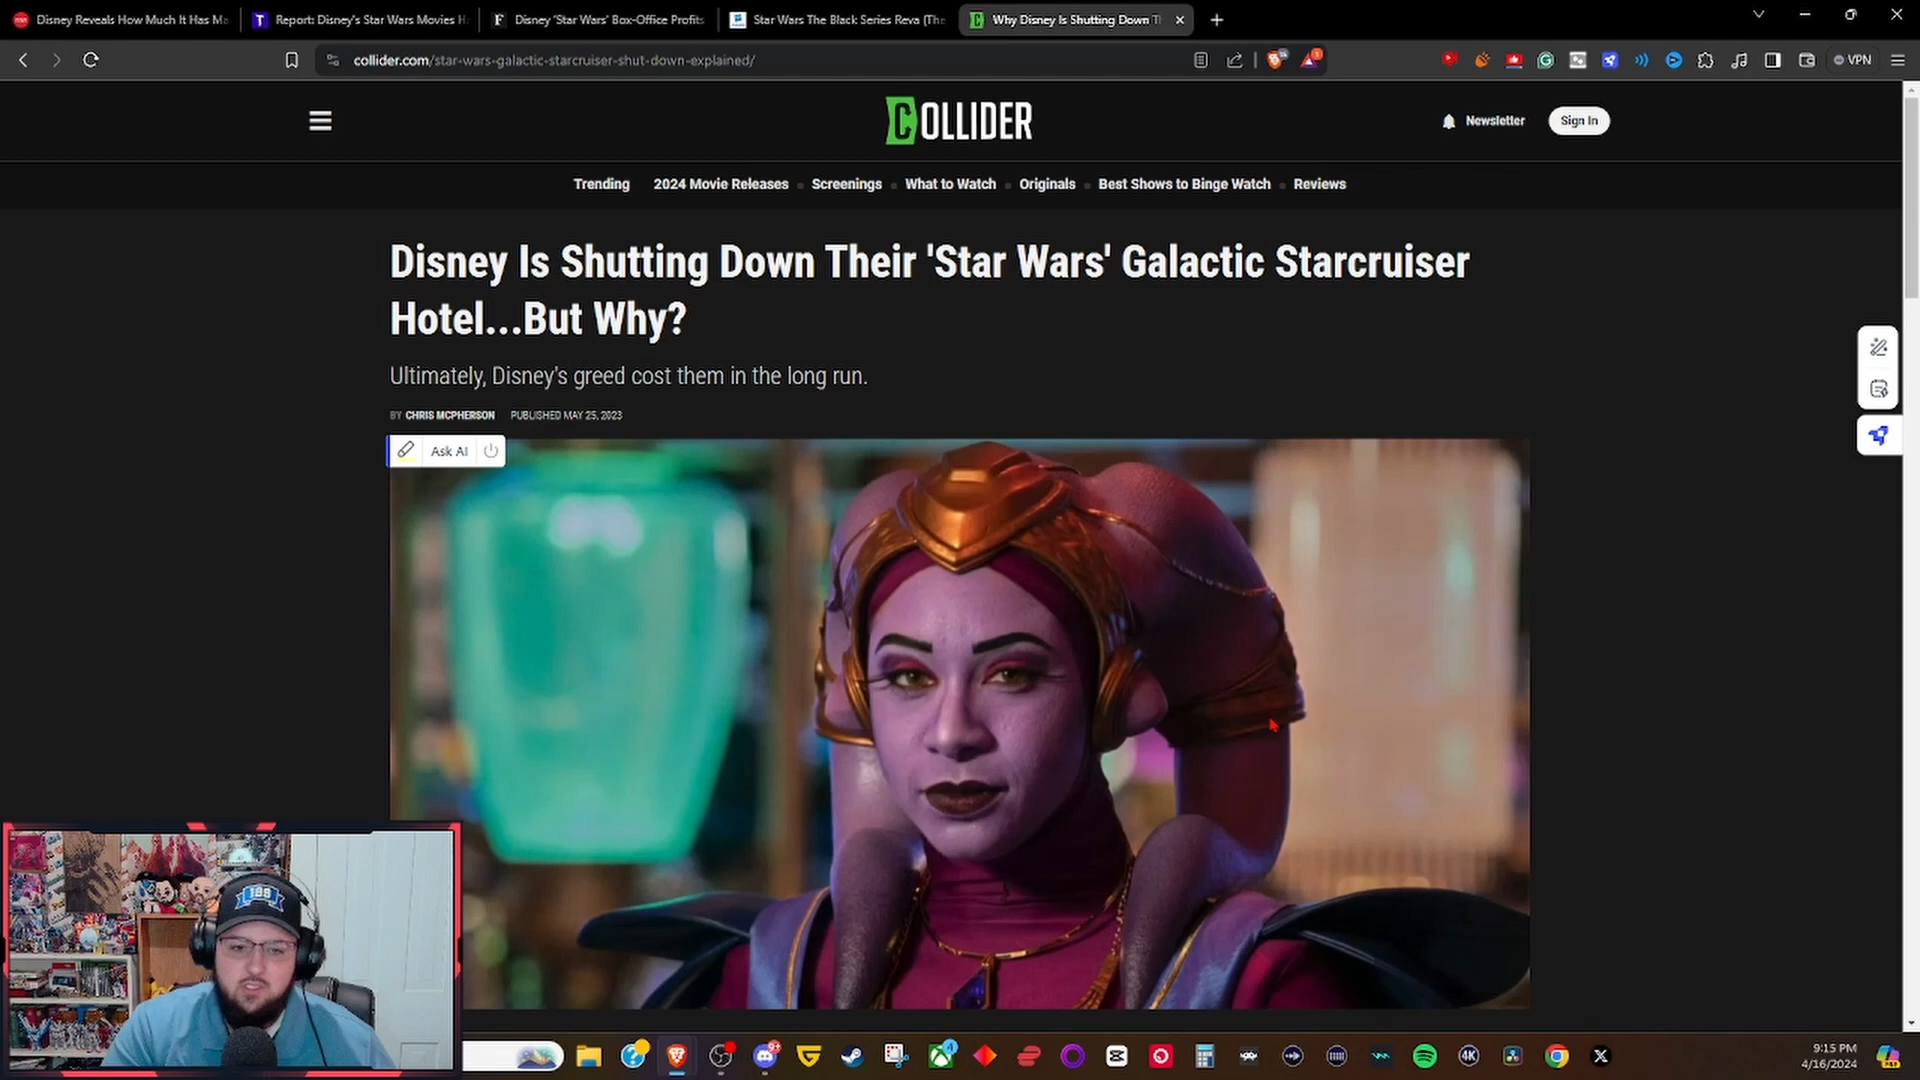 Disney Reveals How Much It Has Ma
Report: Disney's Star Wars Movies H
Disney 'Star Wars' Box-Office Profits
Star Wars The Black Series Reva (The
Why Disney Is Shutting Down T
collider.com/star-wars-galactic-starcruiser-shut-down-explained/
VPN
COLLIDER
Newsletter
Sign In
Trending
2024 Movie Releases
Screenings
What to Watch
Originals
Best Shows to Binge Watch
Reviews
Disney Is Shutting Down Their 'Star Wars' Galactic Starcruiser
Hotel...But Why?
Ultimately, Disney's greed cost them in the long run.
BY CHRIS MCPHERSON PUBLISHED MAY 25, 2023
Ask AI
9:15 PM
4/16/2024